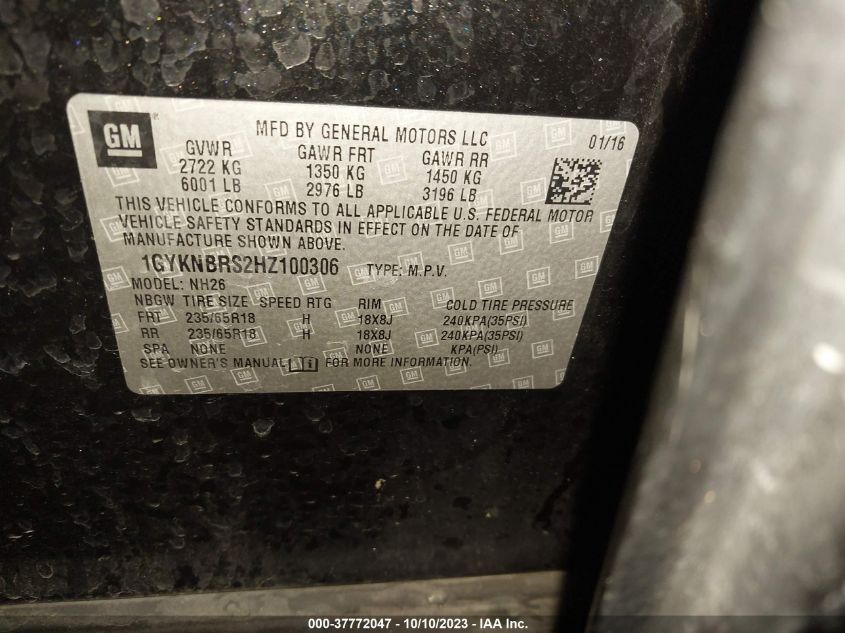 GM ®
MFD BY GENERAL MOTORS LLC
01/16
GVWR GAWR FRT GAWR RR
2722 KG 1350 KG 1450 KG
6001 LB 2976 LB 3196 LB
THIS VEHICLE CONFORMS TO ALL APPLICABLE U.S. FEDERAL MOTOR
VEHICLE SAFETY STANDARDS IN EFFECT ON THE DATE OF
MANUFACTURE SHOWN ABOVE.
1GYKNBRS2HZ100306 TYPE: M.P.V.
MODEL: NH26
NBGW TIRE SIZE SPEED RTG RIM COLD TIRE PRESSURE
FRT 235/65R18 H 18X8J 240KPA(35PSI)
RR 235/65R18 H 18X8J 240KPA(35PSI)
SPA NONE NONE KPA(PSI)
SEE OWNER'S MANUAL i FOR MORE INFORMATION.
000-37772047 - 10/10/2023 - IAA Inc.